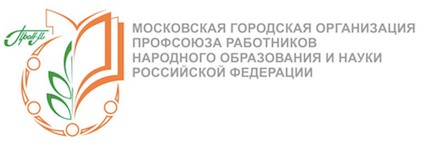 МОСКОВСКАЯ ГОРОДСКАЯ ОРГАНИЗАЦИЯ
ПРОФСОЮЗА РАБОТНИКОВ
НАРОДНОГО ОБРАЗОВАНИЯ И НАУКИ
РОССИЙСКОЙ ФЕДЕРАЦИИ